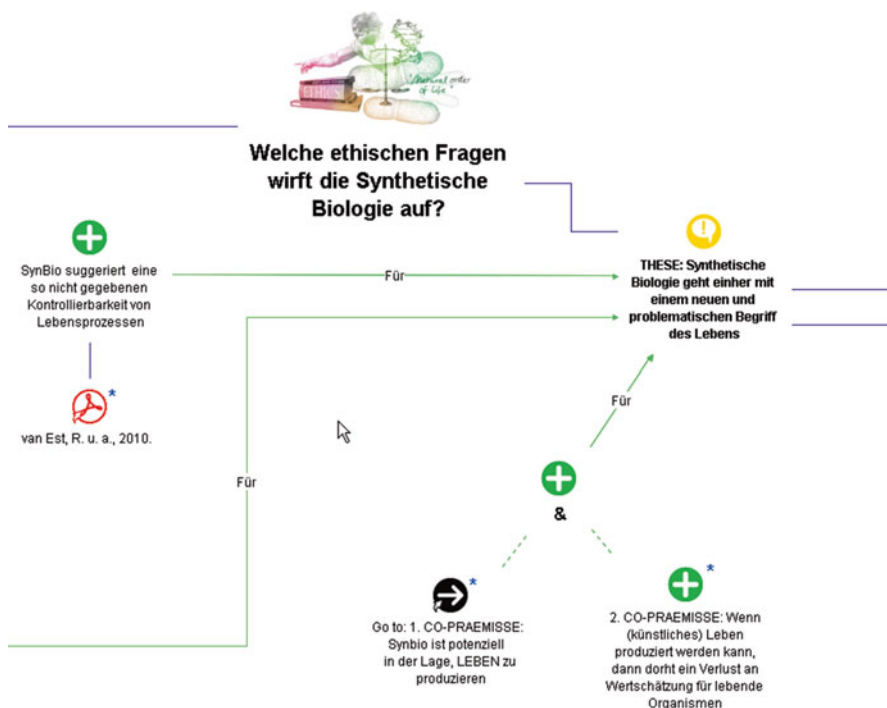 ETHICS
"Natural order
of life"
Welche ethischen Fragen
wirft die Synthetische
Biologie auf?
SynBio suggeriert eine
so nicht gegebenen
Kontrollierbarkeit von
Lebensprozessen
Für
THESE: Synthetische
Biologie geht einher mit
einem neuen und
problematischen Begriff
des Lebens
*
van Est, R. u. a., 2010.
Für
Für
&
*
Go to: 1. CO-PRAEMISSE:
Synbio ist potenziell
in der Lage, LEBEN zu
produzieren
*
2. CO-PRAEMISSE: Wenn
(künstliches) Leben
produziert werden kann,
dann dorht ein Verlust an
Wertschätzung für lebende
Organismen